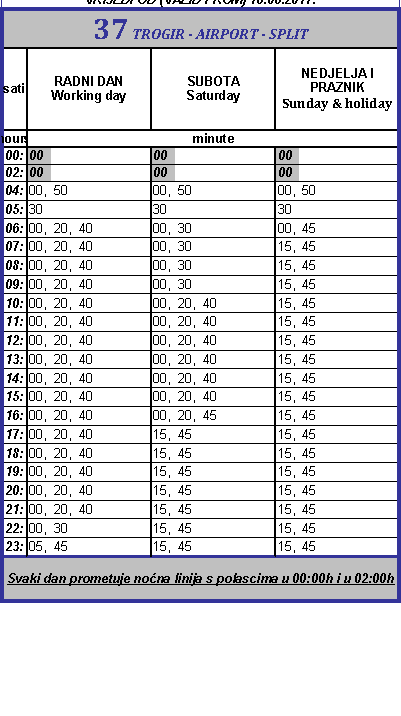 VRIJEDI OD (VALID FROM) 10.06.2017.
37 TROGIR - AIRPORT - SPLIT
sati RADNI DAN Working day SUBOTA Saturday NEDJELJA I PRAZNIK Sunday & holiday
hours minute
00: 00 00 00
02: 00 00 00
04: 00, 50 00, 50 00, 50
05: 30 30 30
06: 00, 20, 40 00, 30 00, 45
07: 00, 20, 40 00, 30 15, 45
08: 00, 20, 40 00, 30 15, 45
09: 00, 20, 40 00, 30 15, 45
10: 00, 20, 40 00, 20, 40 15, 45
11: 00, 20, 40 00, 20, 40 15, 45
12: 00, 20, 40 00, 20, 40 15, 45
13: 00, 20, 40 00, 20, 40 15, 45
14: 00, 20, 40 00, 20, 40 15, 45
15: 00, 20, 40 00, 20, 40 15, 45
16: 00, 20, 40 00, 20, 45 15, 45
17: 00, 20, 40 15, 45 15, 45
18: 00, 20, 40 15, 45 15, 45
19: 00, 20, 40 15, 45 15, 45
20: 00, 20, 40 15, 45 15, 45
21: 00, 20, 40 15, 45 15, 45
22: 00, 30 15, 45 15, 45
23: 05, 45 15, 45 15, 45
Svaki dan prometuje noćna linija s polascima u 00:00h i u 02:00h